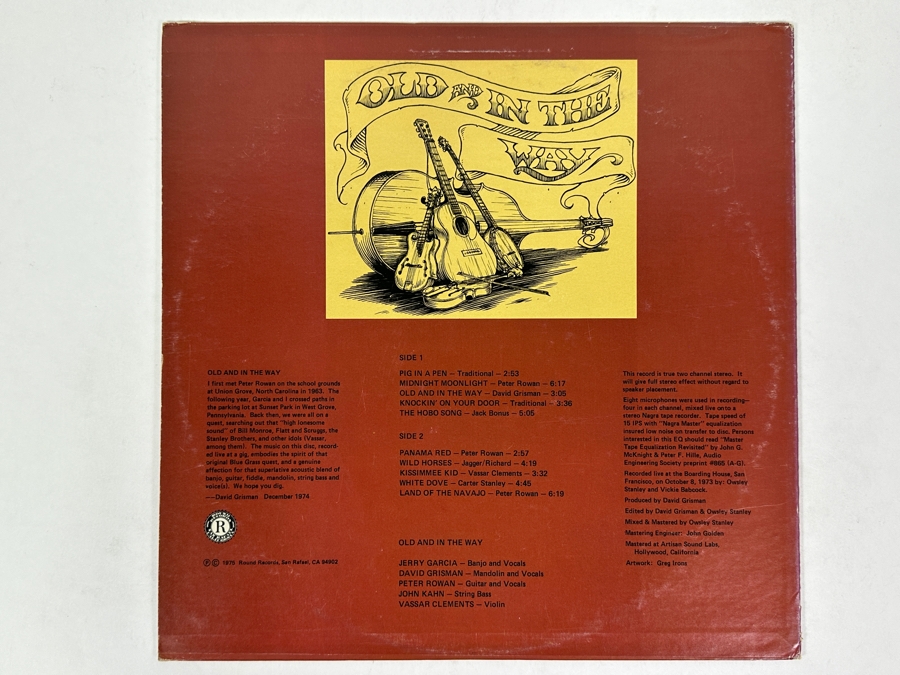 OLD AND IN THE
WAY
OLD AND IN THE WAY
I first met Peter Rowan on the school grounds
at Union Grove, North Carolina in 1963. The
following year, Garcia and I crossed paths in
the parking lot at Sunset Park in West Grove,
Pennsylvania. Back then, we were all on a
quest, searching out that "high lonesome
sound" of Bill Monroe, Flatt and Scruggs, the
Stanley Brothers, and other idols (Vassar,
among them). The music on this disc, record-
ed live at a gig, embodies the spirit of that
original Blue Grass quest, and a genuine
affection for that superlative acoustic blend of
banjo, guitar, fiddle, mandolin, string bass and
voice(s). We hope you dig.
——David Grisman December 1974
R
Ⓟ © 1975 Round Records, San Rafael, CA 94902
SIDE 1
PIG IN A PEN — Traditional — 2:53
MIDNIGHT MOONLIGHT — Peter Rowan — 6:17
OLD AND IN THE WAY — David Grisman — 3:05
KNOCKIN' ON YOUR DOOR — Traditional — 3:36
THE HOBO SONG — Jack Bonus — 5:05
SIDE 2
PANAMA RED — Peter Rowan — 2:57
WILD HORSES — Jagger/Richard — 4:19
KISSIMMEE KID — Vassar Clements — 3:32
WHITE DOVE — Carter Stanley — 4:45
LAND OF THE NAVAJO — Peter Rowan — 6:19
OLD AND IN THE WAY
JERRY GARCIA — Banjo and Vocals
DAVID GRISMAN — Mandolin and Vocals
PETER ROWAN — Guitar and Vocals
JOHN KAHN — String Bass
VASSAR CLEMENTS — Violin
This record is true two channel stereo. It
will give full stereo effect without regard to
speaker placement.
Eight microphones were used in recording—
four in each channel, mixed live onto a
stereo Nagra tape recorder. Tape speed of
15 IPS with "Nagra Master" equalization
insured low noise on transfer to disc. Persons
interested in this EQ should read "Master
Tape Equalization Revisited" by John G.
McKnight & Peter F. Hille, Audio
Engineering Society preprint #865 (A-G).
Recorded live at the Boarding House, San
Francisco, on October 8, 1973 by: Owsley
Stanley and Vickie Babcock.
Produced by David Grisman
Edited by David Grisman & Owsley Stanley
Mixed & Mastered by Owsley Stanley
Mastering Engineer: John Golden
Mastered at Artisan Sound Labs,
Hollywood, California
Artwork: Greg Irons